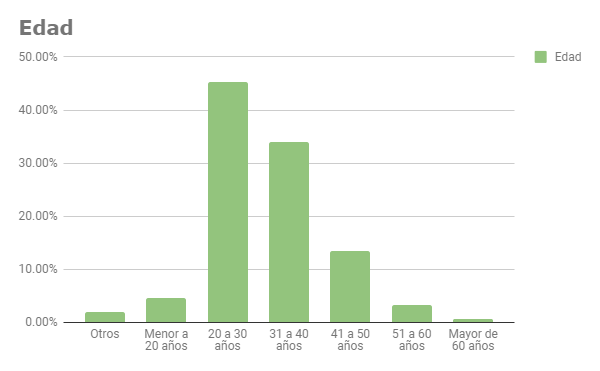 Edad
50.00%
40.00%
30.00%
20.00%
10.00%
0.00%
Otros
Menor a
20 años
20 a 30
años
31 a 40
años
41 a 50
años
51 a 60
años
Mayor de
60 años
Edad